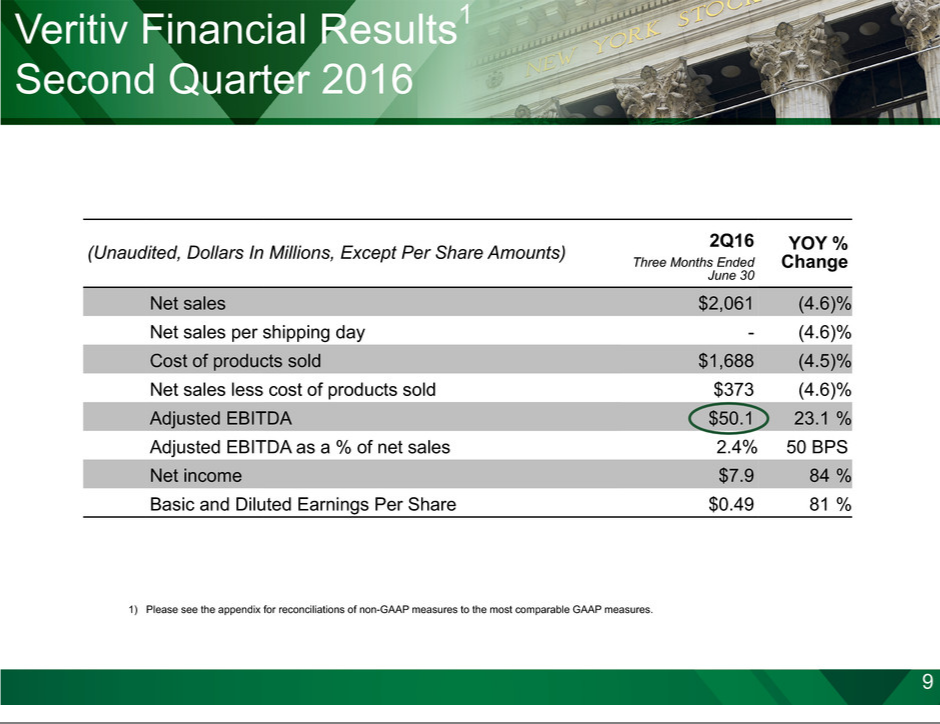 Veritiv Financial Results1
Second Quarter 2016
NEW YORK STOCK
(Unaudited, Dollars In Millions, Except Per Share Amounts) 2Q16 YOY %
Three Months Ended Change
June 30
Net sales $2,061 (4.6)%
Net sales per shipping day - (4.6)%
Cost of products sold $1,688 (4.5)%
Net sales less cost of products sold $373 (4.6)%
Adjusted EBITDA $50.1 23.1 %
Adjusted EBITDA as a % of net sales 2.4% 50 BPS
Net income $7.9 84 %
Basic and Diluted Earnings Per Share $0.49 81 %
1) Please see the appendix for reconciliations of non-GAAP measures to the most comparable GAAP measures.
9